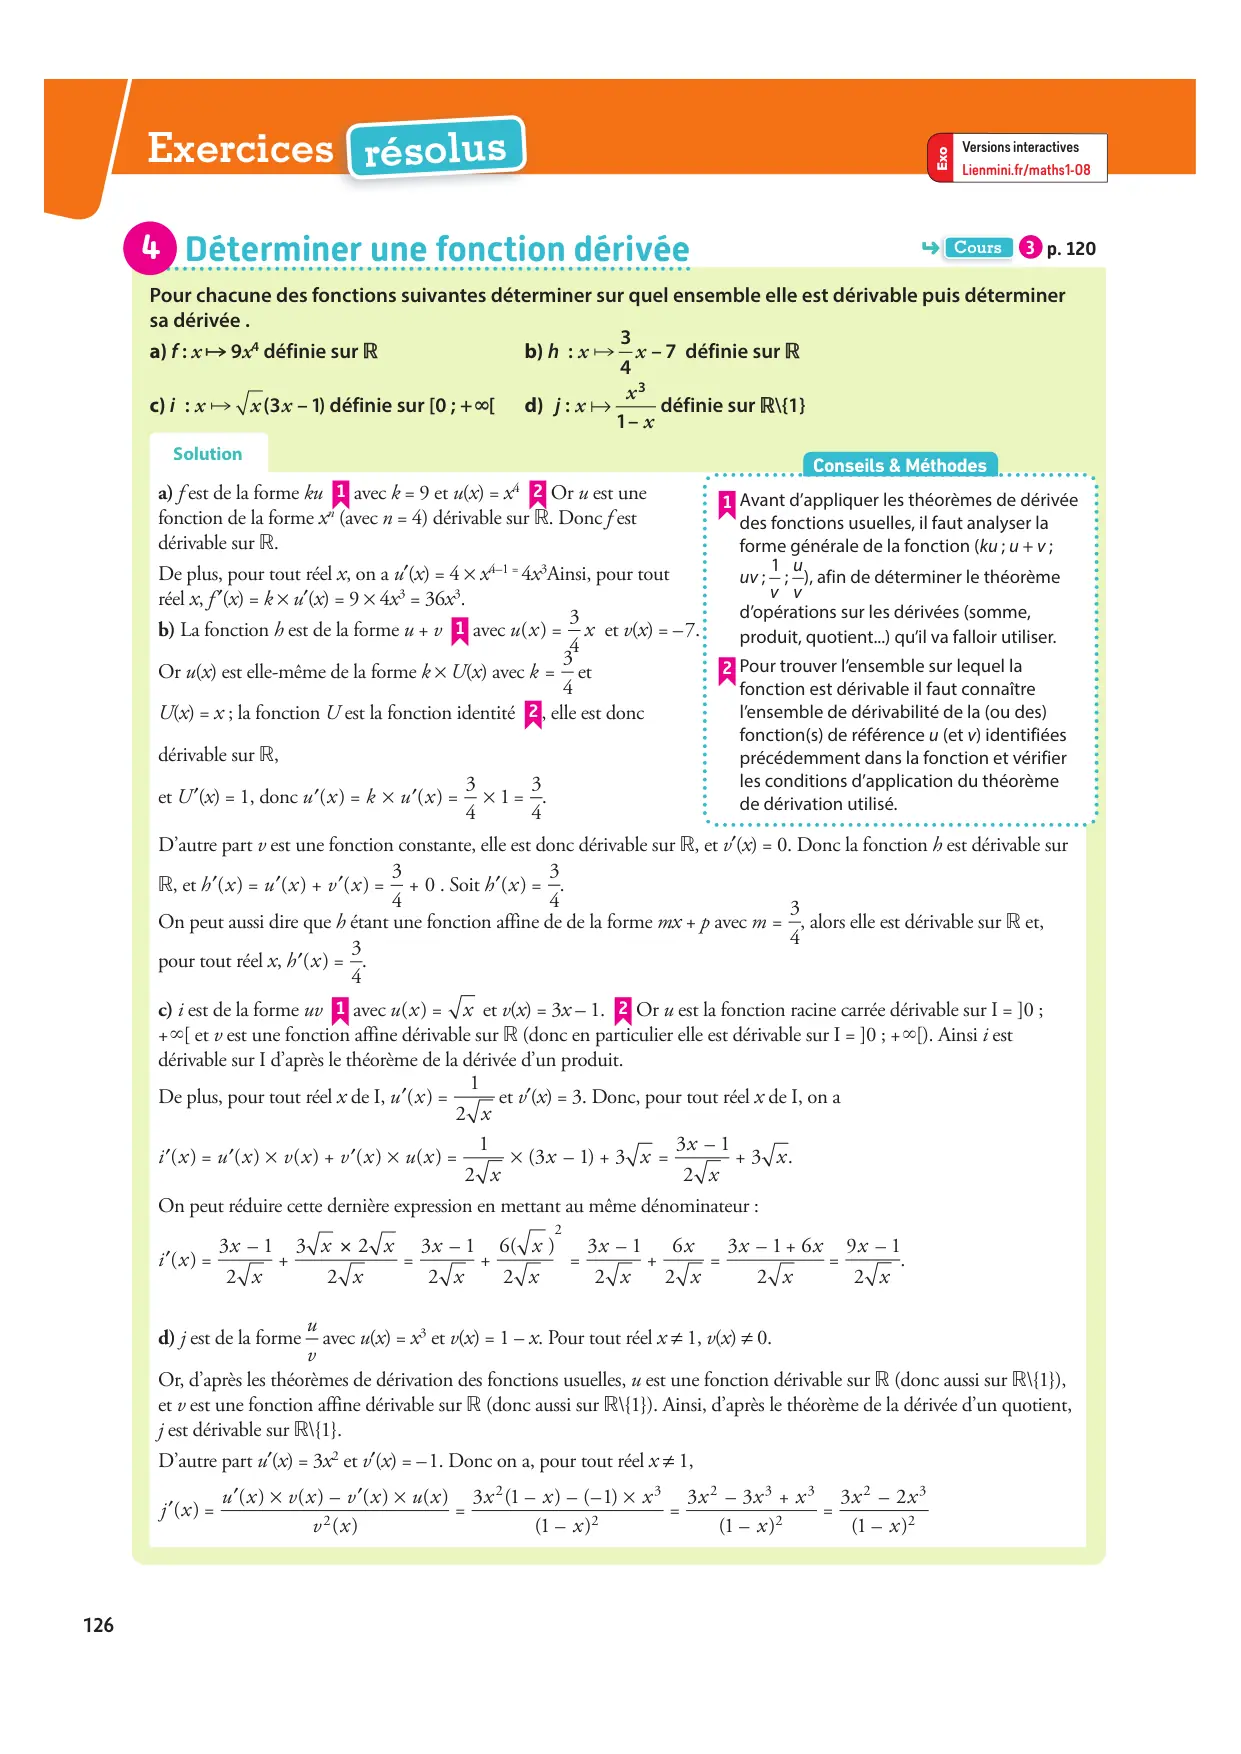 Exercices résolus
Exo
Versions interactives
Lienmini.fr/maths1-08
4 Déterminer une fonction dérivée
Cours 3 p. 120
Pour chacune des fonctions suivantes déterminer sur quel ensemble elle est dérivable puis déterminer
sa dérivée .
a) f : x ↦ 9x⁴ définie sur ℝ
b) h : x ↦ 3/4 x – 7 définie sur ℝ
c) i : x ↦ √x(3x – 1) définie sur [0 ; +∞[
d) j : x ↦ x³/(1 – x) définie sur ℝ\{1}
Solution
a) f est de la forme ku 1 avec k = 9 et u(x) = x⁴ 2 Or u est une
fonction de la forme xⁿ (avec n = 4) dérivable sur ℝ. Donc f est
dérivable sur ℝ.
De plus, pour tout réel x, on a u′(x) = 4 × x⁴⁻¹ ⁼ 4x³Ainsi, pour tout
réel x, f ′(x) = k × u′(x) = 9 × 4x³ = 36x³.
b) La fonction h est de la forme u + v 1 avec u(x) = 3/4 x et v(x) = –7.
Or u(x) est elle-même de la forme k × U(x) avec k = 3/4 et
U(x) = x ; la fonction U est la fonction identité 2 , elle est donc
dérivable sur ℝ,
et U′(x) = 1, donc u′(x) = k × u′(x) = 3/4 × 1 = 3/4.
Conseils & Méthodes
1 Avant d'appliquer les théorèmes de dérivée
des fonctions usuelles, il faut analyser la
forme générale de la fonction (ku ; u + v ;
uv ; 1/v ; u/v), afin de déterminer le théorème
d'opérations sur les dérivées (somme,
produit, quotient...) qu'il va falloir utiliser.
2 Pour trouver l'ensemble sur lequel la
fonction est dérivable il faut connaître
l'ensemble de dérivabilité de la (ou des)
fonction(s) de référence u (et v) identifiées
précédemment dans la fonction et vérifier
les conditions d'application du théorème
de dérivation utilisé.
D'autre part v est une fonction constante, elle est donc dérivable sur ℝ, et v′(x) = 0. Donc la fonction h est dérivable sur
ℝ, et h′(x) = u′(x) + v′(x) = 3/4 + 0 . Soit h′(x) = 3/4.
On peut aussi dire que h étant une fonction affine de de la forme mx + p avec m = 3/4, alors elle est dérivable sur ℝ et,
pour tout réel x, h′(x) = 3/4.
c) i est de la forme uv 1 avec u(x) = √x et v(x) = 3x – 1. 2 Or u est la fonction racine carrée dérivable sur I = ]0 ;
+∞[ et v est une fonction affine dérivable sur ℝ (donc en particulier elle est dérivable sur I = ]0 ; +∞[). Ainsi i est
dérivable sur I d'après le théorème de la dérivée d'un produit.
De plus, pour tout réel x de I, u′(x) = 1/(2√x) et v′(x) = 3. Donc, pour tout réel x de I, on a
i′(x) = u′(x) × v(x) + v′(x) × u(x) = 1/(2√x) × (3x – 1) + 3√x = (3x – 1)/(2√x) + 3√x.
On peut réduire cette dernière expression en mettant au même dénominateur :
i′(x) = (3x – 1)/(2√x) + (3√x × 2√x)/(2√x) = (3x – 1)/(2√x) + 6(√x)²/(2√x) = (3x – 1)/(2√x) + 6x/(2√x) = (3x – 1 + 6x)/(2√x) = (9x – 1)/(2√x).
d) j est de la forme u/v avec u(x) = x³ et v(x) = 1 – x. Pour tout réel x ≠ 1, v(x) ≠ 0.
Or, d'après les théorèmes de dérivation des fonctions usuelles, u est une fonction dérivable sur ℝ (donc aussi sur ℝ\{1}),
et v est une fonction affine dérivable sur ℝ (donc aussi sur ℝ\{1}). Ainsi, d'après le théorème de la dérivée d'un quotient,
j est dérivable sur ℝ\{1}.
D'autre part u′(x) = 3x² et v′(x) = –1. Donc on a, pour tout réel x ≠ 1,
j′(x) = (u′(x) × v(x) – v′(x) × u(x))/v²(x) = (3x²(1 – x) – (–1) × x³)/(1 – x)² = (3x² – 3x³ + x³)/(1 – x)² = (3x² – 2x³)/(1 – x)²
126